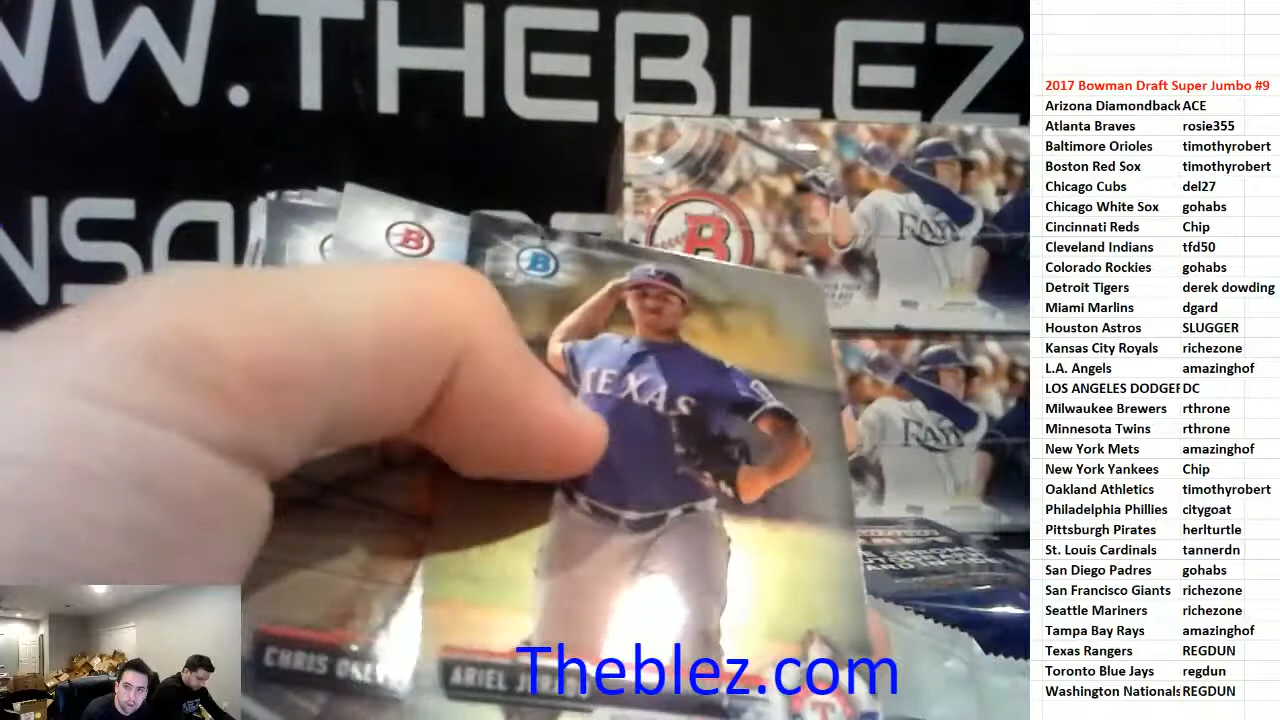 WW.THEBLEZ
2017 Bowman Draft Super Jumbo #9
Arizona Diamondback ACE
Atlanta Braves rosie355
Baltimore Orioles timothyrobert
Boston Red Sox timothyrobert
Chicago Cubs del27
Chicago White Sox gohabs
Cincinnati Reds Chip
Cleveland Indians tfd50
Colorado Rockies gohabs
Detroit Tigers derek dowding
Miami Marlins dgard
Houston Astros SLUGGER
Kansas City Royals richezone
L.A. Angels amazinghof
LOS ANGELES DODGER DC
Milwaukee Brewers rthrone
Minnesota Twins rthrone
New York Mets amazinghof
New York Yankees Chip
Oakland Athletics timothyrobert
Philadelphia Phillies citygoat
Pittsburgh Pirates herlturtle
St. Louis Cardinals tannerdn
San Diego Padres gohabs
San Francisco Giants richezone
Seattle Mariners richezone
Tampa Bay Rays amazinghof
Texas Rangers REGDUN
Toronto Blue Jays regdun
Washington Nationals REGDUN
B
B
B
RAYS
TEXAS
RAYS
CHRIS
ARIEL
T
Theblez.com